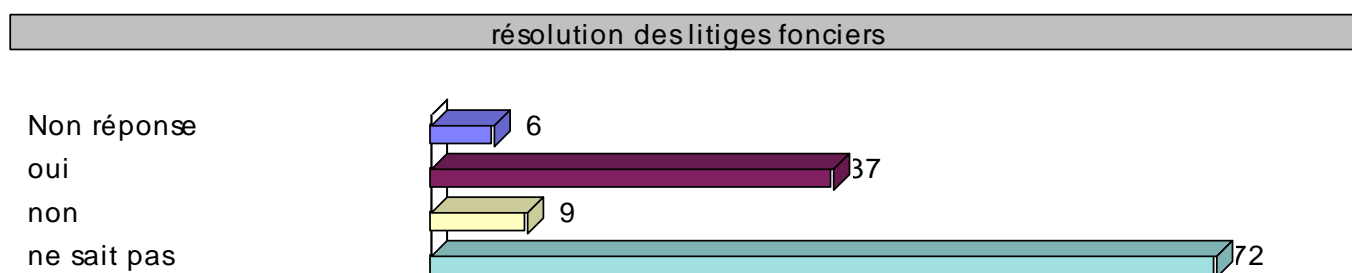 résolution des litiges fonciers
Non réponse 6
oui 37
non 9
ne sait pas 72